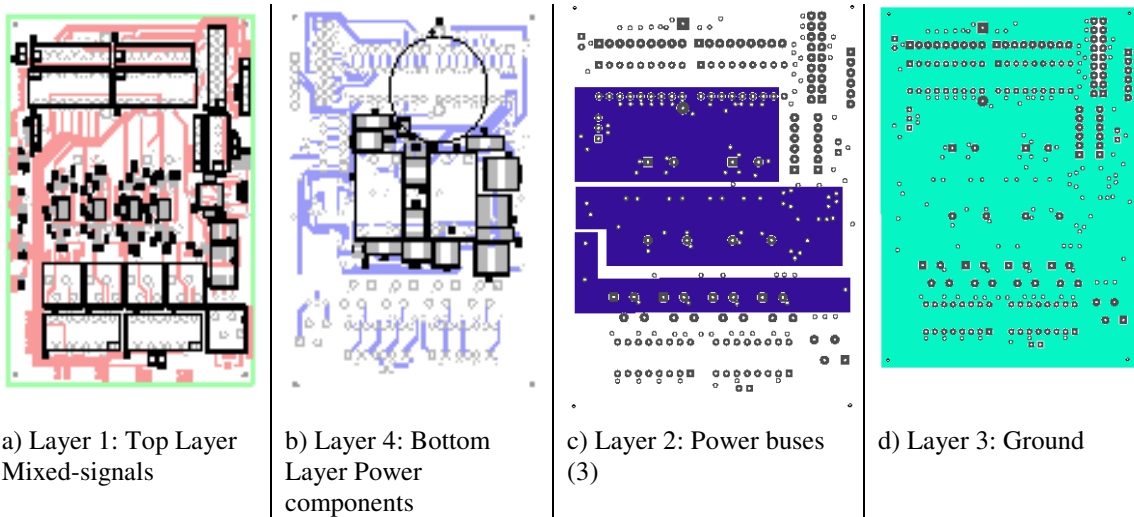 a) Layer 1: Top Layer
Mixed-signals
b) Layer 4: Bottom
Layer Power
components
c) Layer 2: Power buses
(3)
d) Layer 3: Ground